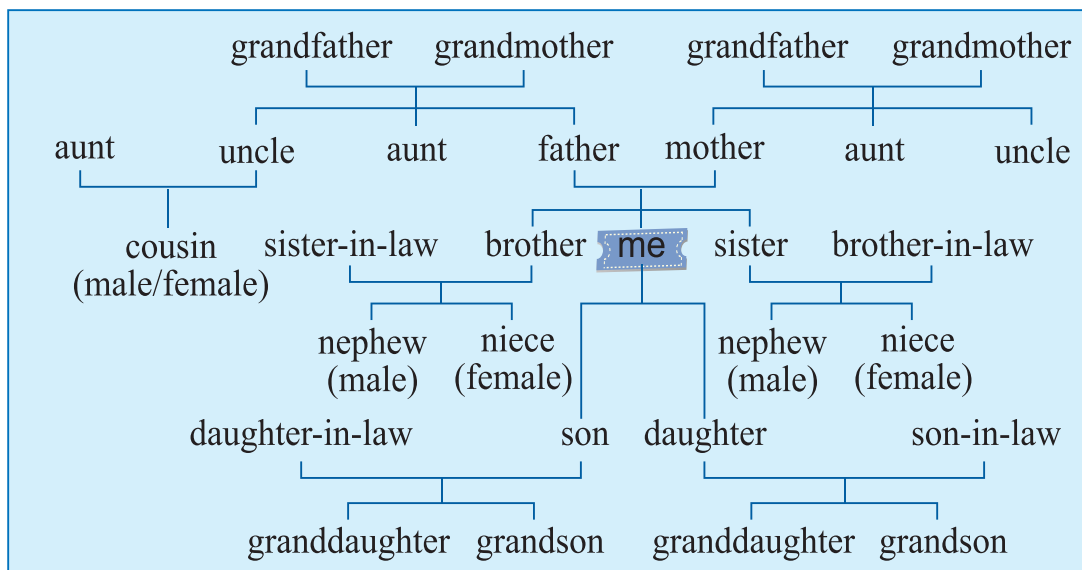 grandfather grandmother grandfather grandmother
aunt uncle aunt father mother aunt uncle
cousin
(male/female)
sister-in-law brother me sister brother-in-law
nephew
(male)
niece
(female)
nephew
(male)
niece
(female)
daughter-in-law son daughter son-in-law
granddaughter grandson granddaughter grandson